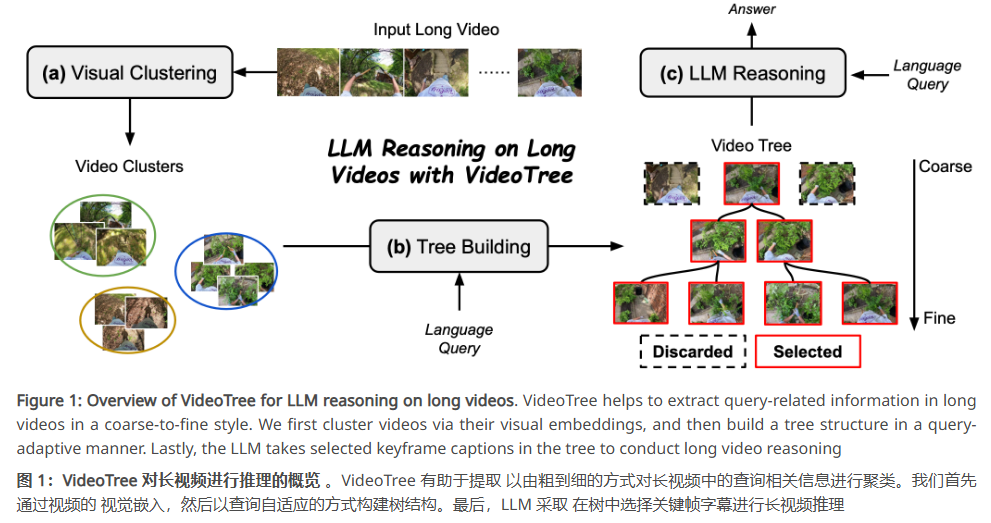 Answer
Input Long Video
(a) Visual Clustering
(c) LLM Reasoning
Language
Query
LLM Reasoning on Long
Videos with VideoTree
Video Clusters
Video Tree
Coarse
(b) Tree Building
Language
Query
Fine
Discarded
Selected
Figure 1: Overview of VideoTree for LLM reasoning on long videos. VideoTree helps to extract query-related information in long
videos in a coarse-to-fine style. We first cluster videos via their visual embeddings, and then build a tree structure in a query-
adaptive manner. Lastly, the LLM takes selected keyframe captions in the tree to conduct long video reasoning
图 1：VideoTree 对长视频进行推理的概览 。VideoTree 有助于提取 以由粗到细的方式对长视频中的查询相关信息进行聚类。我们首先
通过视频的 视觉嵌入，然后以查询自适应的方式构建树结构。最后，LLM 采取 在树中选择关键帧字幕进行长视频推理